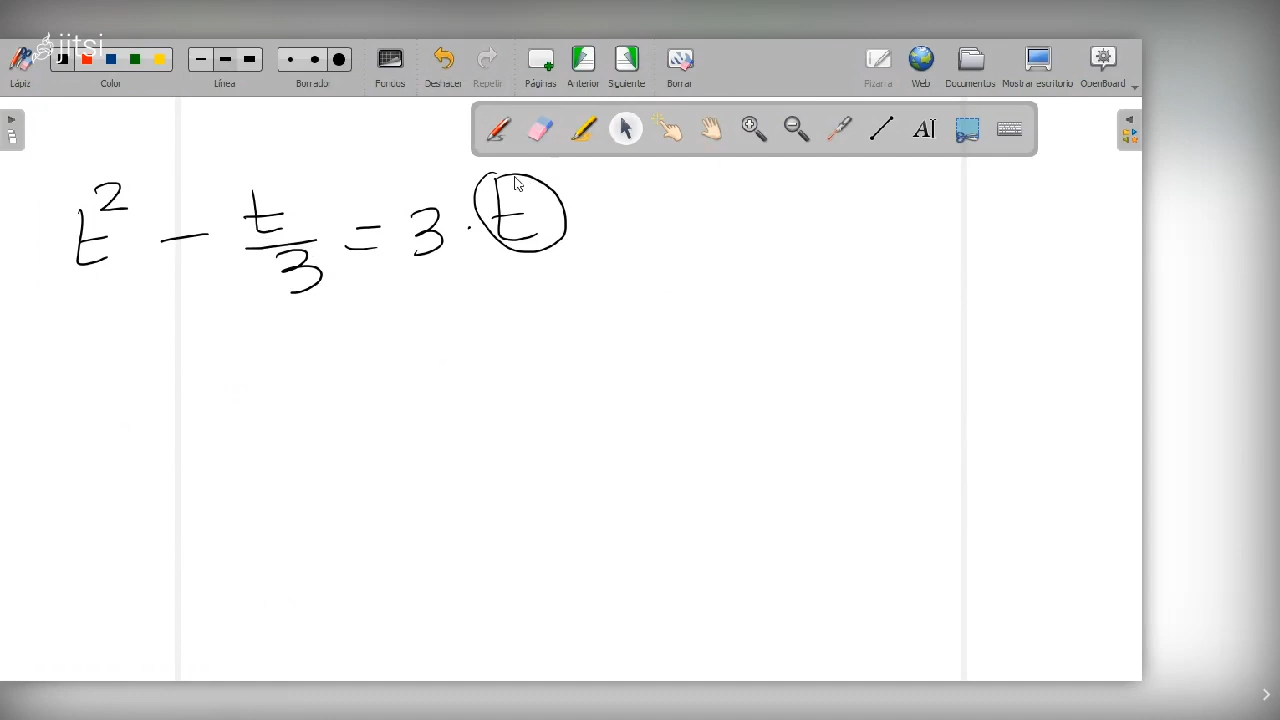 jitsi
Lápiz Color Línea Borrador Fondos Deshacer Repetir Páginas Anterior Siguiente Borrar Pizarra Web Documentos Mostrar escritorio OpenBoard
t² - t/3 = 3 · t